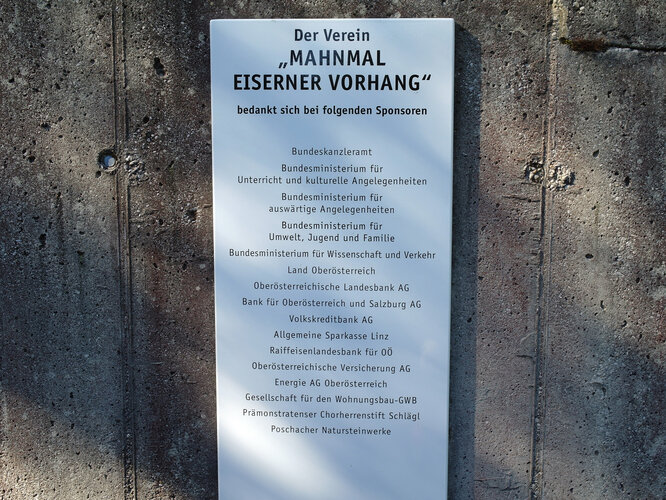 Der Verein
„MAHNMAL
EISERNER VORHANG“
bedankt sich bei folgenden Sponsoren
Bundeskanzleramt
Bundesministerium für
Unterricht und kulturelle Angelegenheiten
Bundesministerium für
auswärtige Angelegenheiten
Bundesministerium für
Umwelt, Jugend und Familie
Bundesministerium für Wissenschaft und Verkehr
Land Oberösterreich
Oberösterreichische Landesbank AG
Bank für Oberösterreich und Salzburg AG
Volkskreditbank AG
Allgemeine Sparkasse Linz
Raiffeisenlandesbank für OÖ
Oberösterreichische Versicherung AG
Energie AG Oberösterreich
Gesellschaft für den Wohnungsbau-GWB
Prämonstratenser Chorherrenstift Schlägl
Poschacher Natursteinwerke